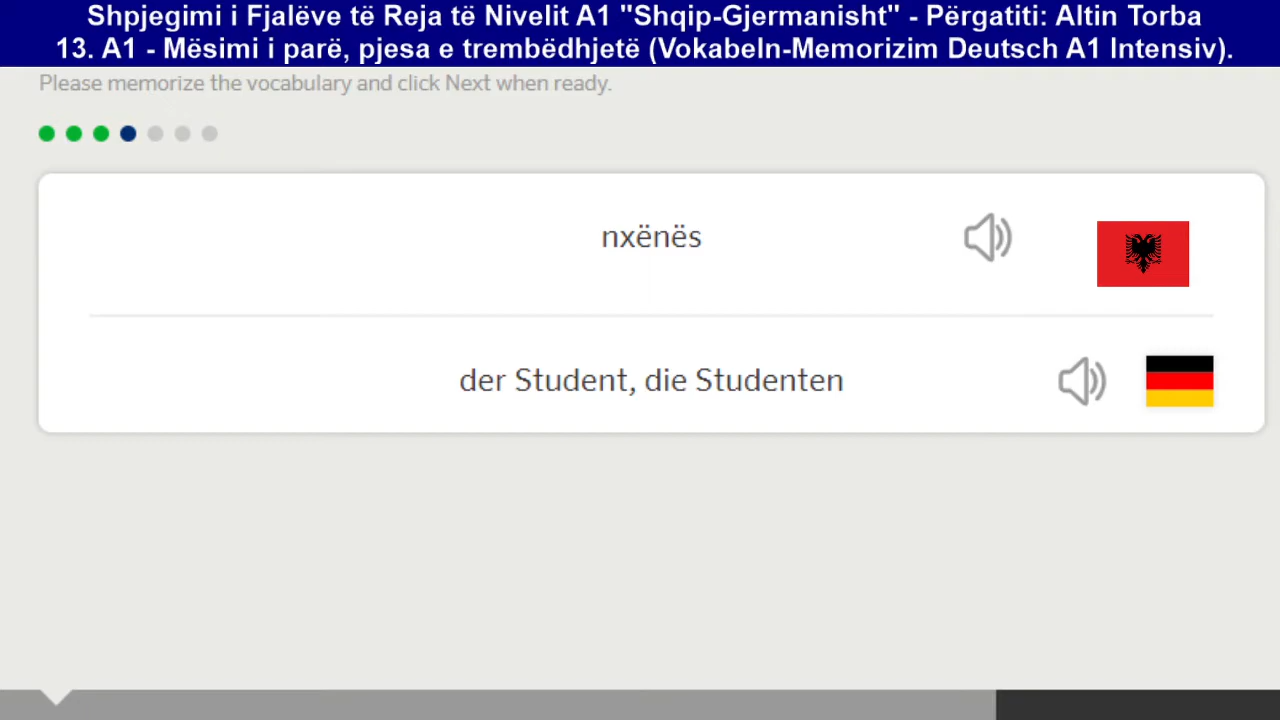 Shpjegimi i Fjalëve të Reja të Nivelit A1 "Shqip-Gjermanisht" - Përgatiti: Altin Torba
13. A1 - Mësimi i parë, pjesa e trembëdhjetë (Vokabeln-Memorizim Deutsch A1 Intensiv).
Please memorize the vocabulary and click Next when ready.
nxënës
der Student, die Studenten